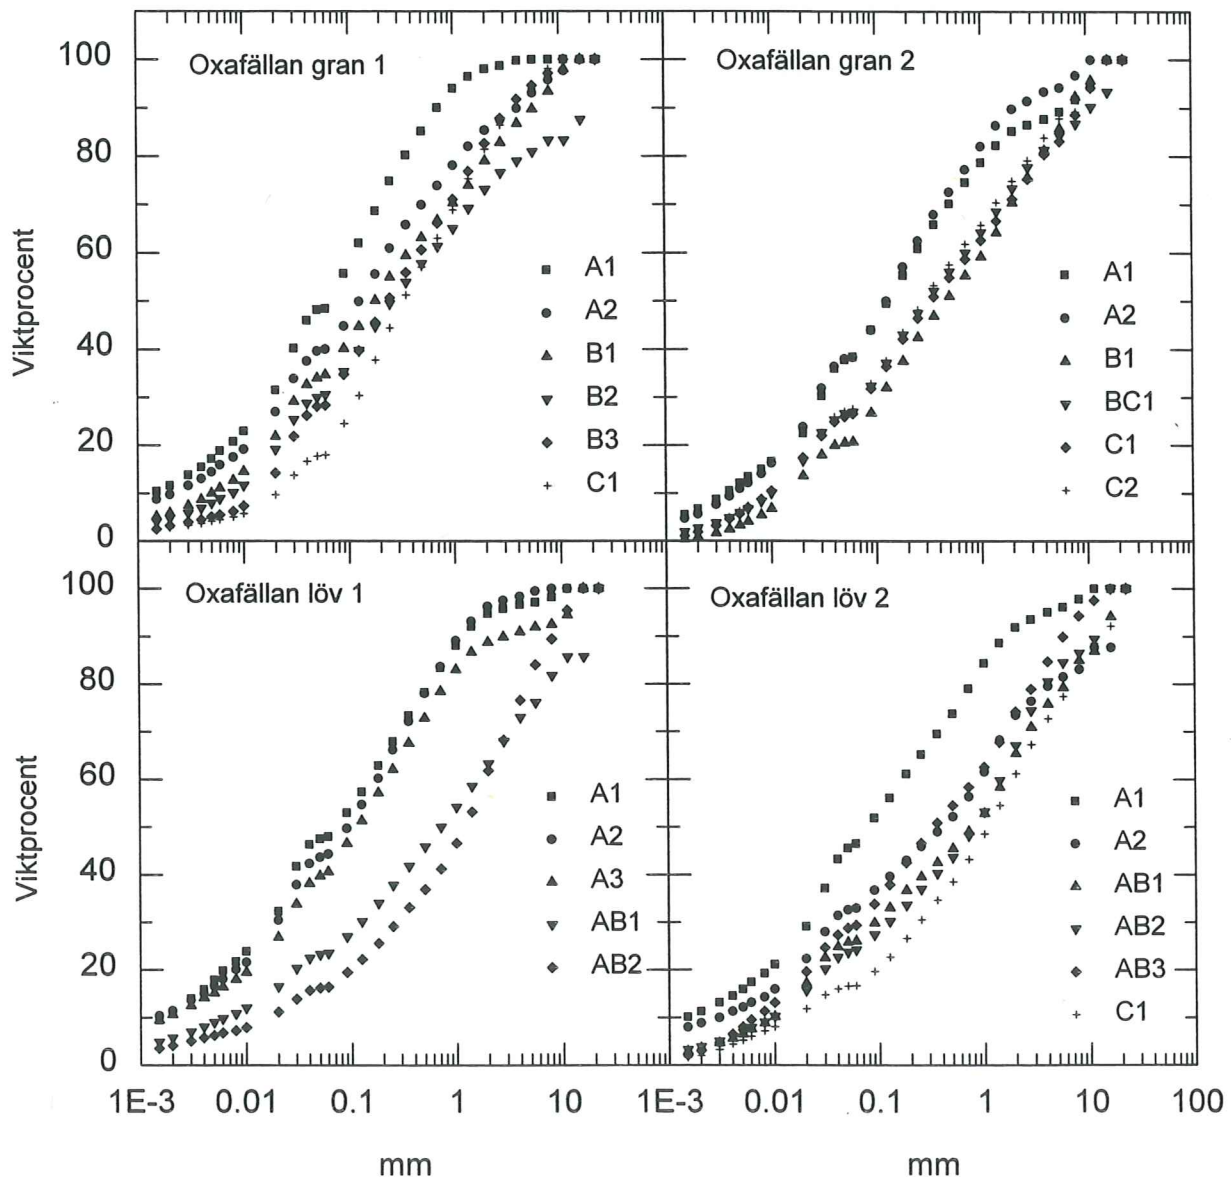 Oxafällan gran 1
Oxafällan gran 2
100
80
60
40
20
0
Viktprocent
A1
A2
B1
B2
B3
C1
A1
A2
B1
BC1
C1
C2
Oxafällan löv 1
Oxafällan löv 2
100
80
60
40
20
0
Viktprocent
A1
A2
A3
AB1
AB2
A1
A2
AB1
AB2
AB3
C1
1E-3 0.01 0.1 1 10 1E-3 0.01 0.1 1 10 100
mm
mm